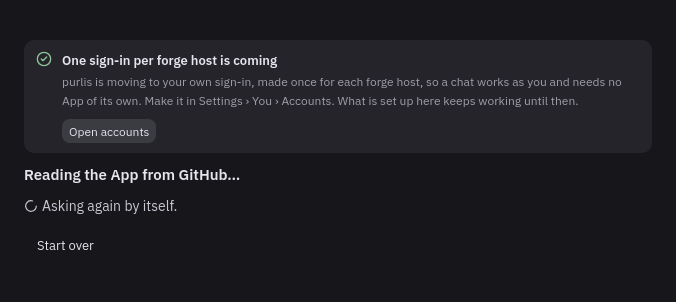 One sign-in per forge host is coming
purlis is moving to your own sign-in, made once for each forge host, so a chat works as you and needs no
App of its own. Make it in Settings › You › Accounts. What is set up here keeps working until then.
Open accounts
Reading the App from GitHub...
Asking again by itself.
Start over